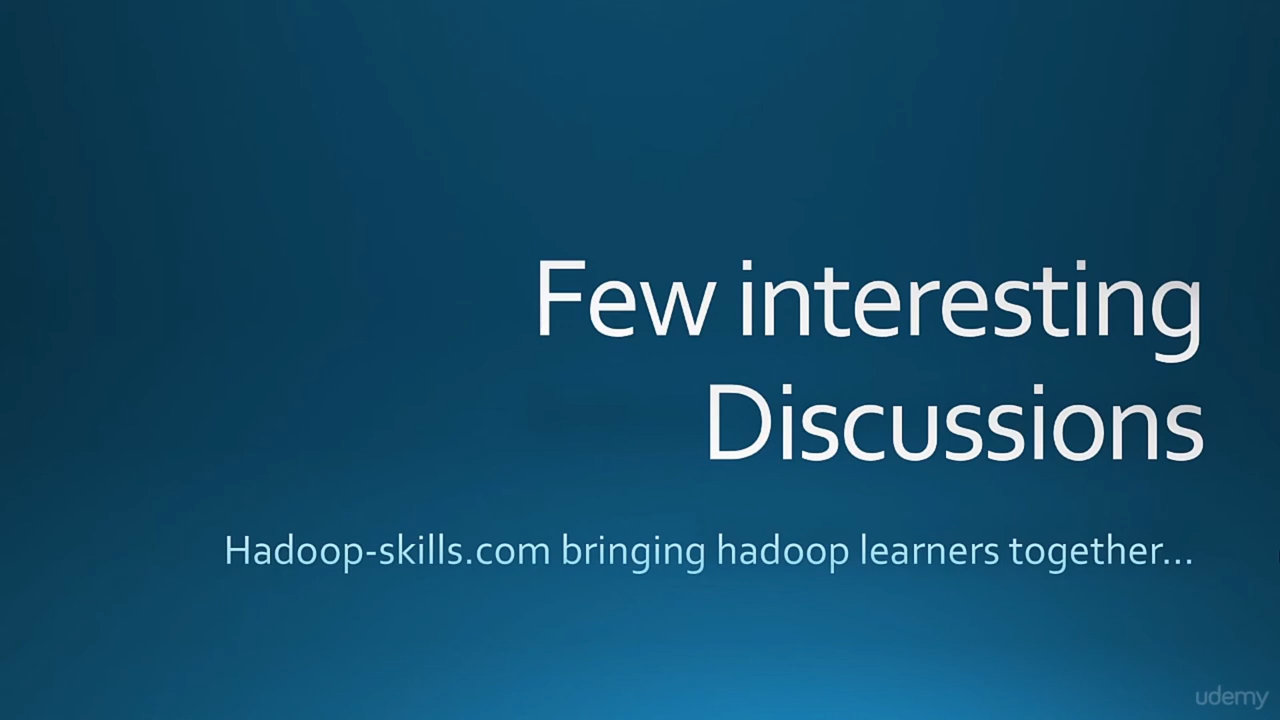 Few interesting
Discussions
Hadoop-skills.com bringing hadoop learners together...
udemy